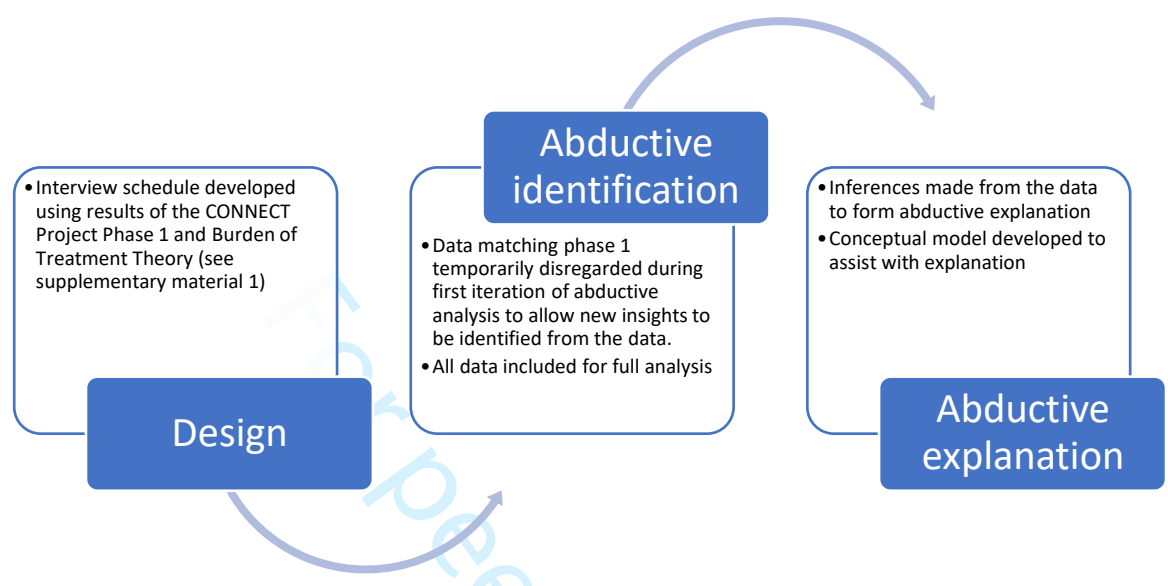 •Interview schedule developed
using results of the CONNECT
Project Phase 1 and Burden of
Treatment Theory (see
supplementary material 1)
Design
Abductive
identification
•Data matching phase 1
temporarily disregarded during
first iteration of abductive
analysis to allow new insights to
be identified from the data.
•All data included for full analysis
•Inferences made from the data
to form abductive explanation
•Conceptual model developed to
assist with explanation
Abductive
explanation
For pee